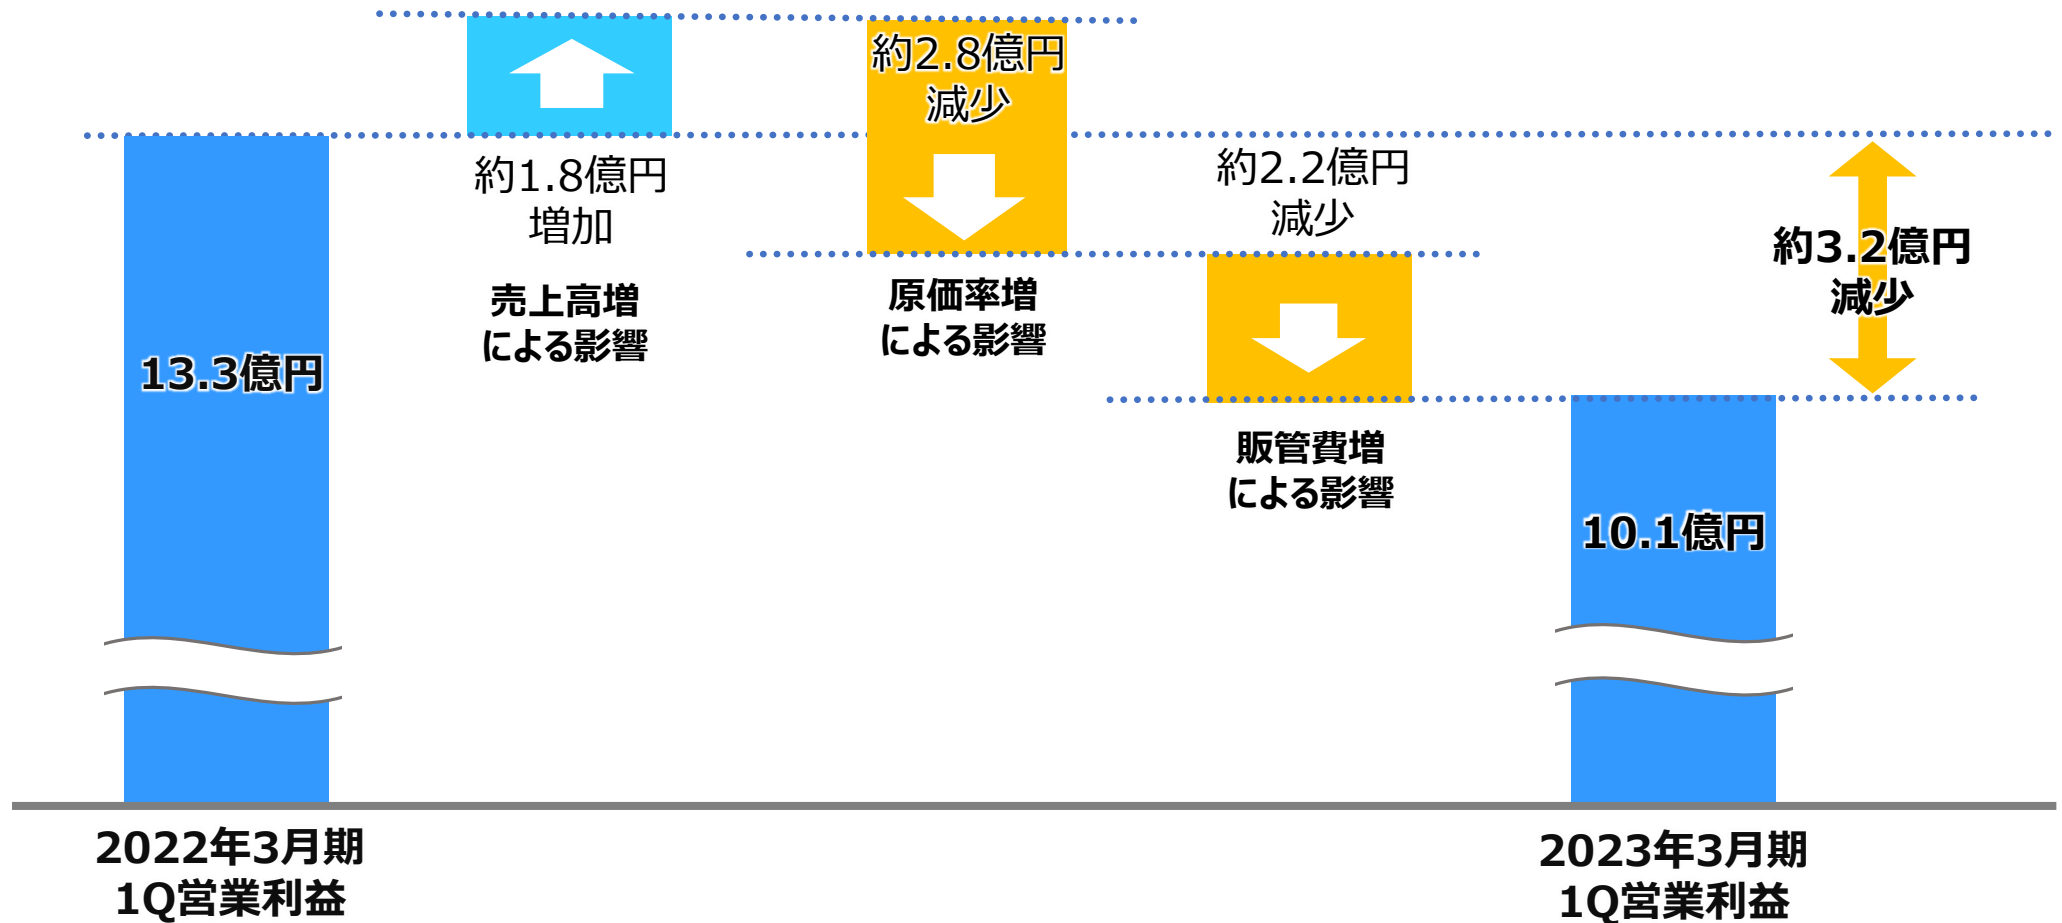 約1.8億円
増加
売上高増
による影響
約2.8億円
減少
原価率増
による影響
約2.2億円
減少
販管費増
による影響
約3.2億円
減少
13.3億円
10.1億円
2022年3月期
1Q営業利益
2023年3月期
1Q営業利益